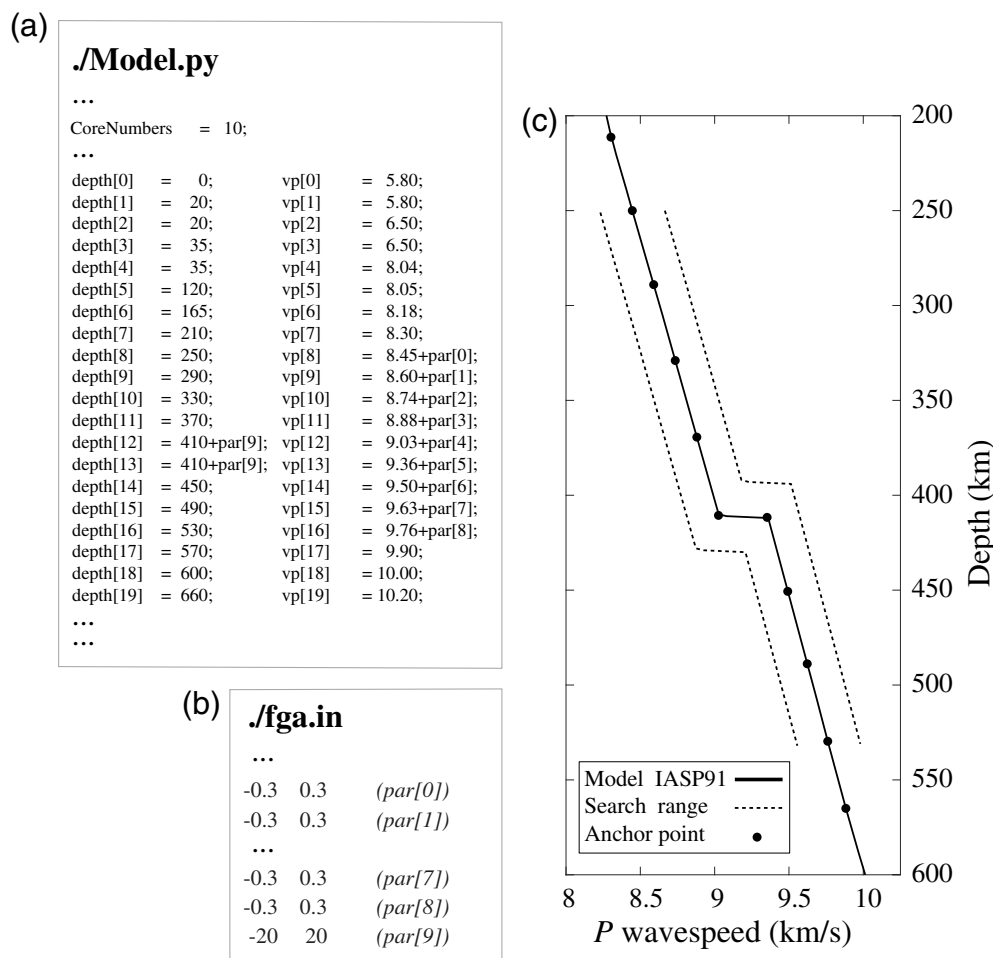 (a)
./Model.py
...
CoreNumbers = 10;
...
depth[0] = 0; vp[0] = 5.80;
depth[1] = 20; vp[1] = 5.80;
depth[2] = 20; vp[2] = 6.50;
depth[3] = 35; vp[3] = 6.50;
depth[4] = 35; vp[4] = 8.04;
depth[5] = 120; vp[5] = 8.05;
depth[6] = 165; vp[6] = 8.18;
depth[7] = 210; vp[7] = 8.30;
depth[8] = 250; vp[8] = 8.45+par[0];
depth[9] = 290; vp[9] = 8.60+par[1];
depth[10] = 330; vp[10] = 8.74+par[2];
depth[11] = 370; vp[11] = 8.88+par[3];
depth[12] = 410+par[9]; vp[12] = 9.03+par[4];
depth[13] = 410+par[9]; vp[13] = 9.36+par[5];
depth[14] = 450; vp[14] = 9.50+par[6];
depth[15] = 490; vp[15] = 9.63+par[7];
depth[16] = 530; vp[16] = 9.76+par[8];
depth[17] = 570; vp[17] = 9.90;
depth[18] = 600; vp[18] = 10.00;
depth[19] = 660; vp[19] = 10.20;
...
...
(b)
./fga.in
...
-0.3 0.3 (par[0])
-0.3 0.3 (par[1])
...
-0.3 0.3 (par[7])
-0.3 0.3 (par[8])
-20 20 (par[9])
(c)
200
250
300
350
400
450
500
550
600
Depth (km)
Model IASP91
Search range
Anchor point
8 8.5 9 9.5 10
P wavespeed (km/s)